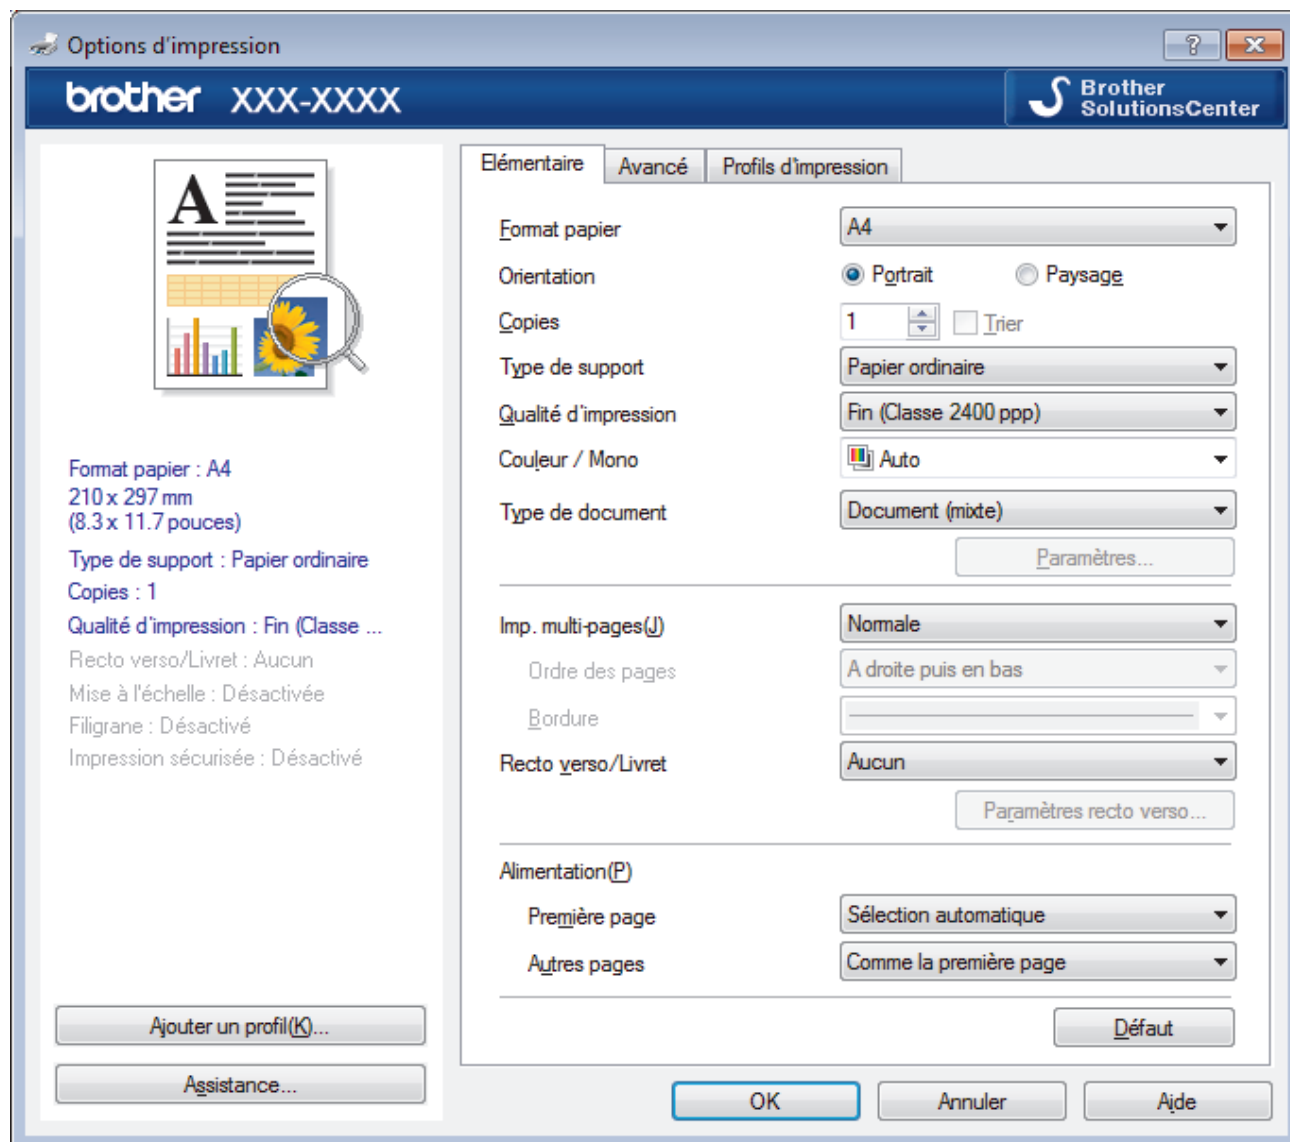 Options d'impression
brother XXX-XXXX
Brother
SolutionsCenter
A
Format papier : A4
210 x 297 mm
(8.3 x 11.7 pouces)
Type de support : Papier ordinaire
Copies : 1
Qualité d'impression : Fin (Classe ...
Recto verso/Livret : Aucun
Mise à l'échelle : Désactivée
Filigrane : Désactivé
Impression sécurisée : Désactivé
Ajouter un profil(K)...
Assistance...
Elémentaire Avancé Profils d'impression
Format papier A4
Orientation Portrait Paysage
Copies 1 Trier
Type de support Papier ordinaire
Qualité d'impression Fin (Classe 2400 ppp)
Couleur / Mono Auto
Type de document Document (mixte)
Paramètres...
Imp. multi-pages(J) Normale
Ordre des pages A droite puis en bas
Bordure
Recto verso/Livret Aucun
Paramètres recto verso...
Alimentation(P)
Première page Sélection automatique
Autres pages Comme la première page
Défaut
OK Annuler Aide